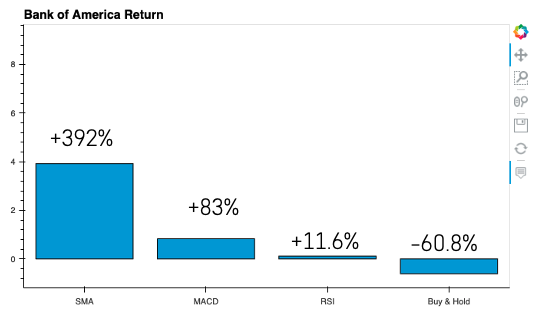 Bank of America Return
8
6
4
2
0
+392%
+83%
+11.6%
-60.8%
SMA
MACD
RSI
Buy & Hold